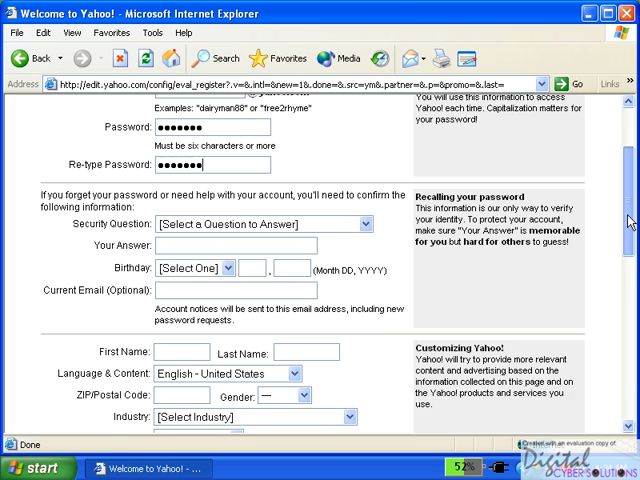 Welcome to Yahoo! - Microsoft Internet Explorer
File Edit View Favorites Tools Help
Back Search Favorites Media
Address http://edit.yahoo.com/config/eval_register?.v=&.intl=&new=1&.done=&.src=ym&.partner=&.p=&promo=&.last= Go Links
Examples: "dairyman88" or "free2rhyme"
You will use this information to access
Yahoo! each time. Capitalization matters for
your password!
Password:
Must be six characters or more
Re-type Password:
If you forget your password or need help with your account, you'll need to confirm the
following information:
Security Question: [Select a Question to Answer]
Your Answer:
Birthday: [Select One] , (Month DD, YYYY)
Current Email (Optional):
Account notices will be sent to this email address, including new
password requests.
Recalling your password
This information is our only way to verify
your identity. To protect your account,
make sure "Your Answer" is memorable
for you but hard for others to guess!
First Name: Last Name:
Language & Content: English - United States
ZIP/Postal Code: Gender: —
Industry: [Select Industry]
Customizing Yahoo!
Yahoo! will try to provide more relevant
content and advertising based on the
information collected on this page and on
the Yahoo! products and services you
use.
Done
Created with an evaluation copy of
Digital
CYBER SOLUTIONS
start Welcome to Yahoo! - ... 52%